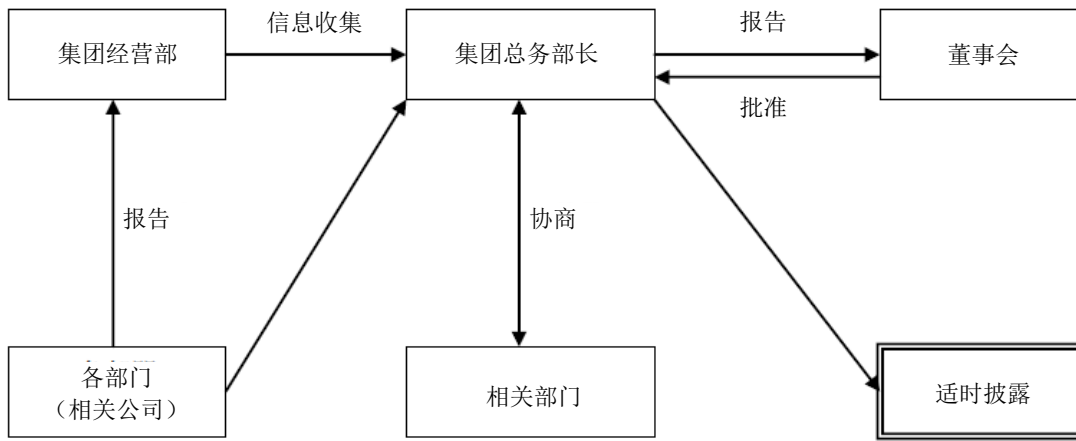 信息收集
报告
集团经营部
集团总务部长
董事会
批准
报告
协商
各部门
（相关公司）
相关部门
适时披露